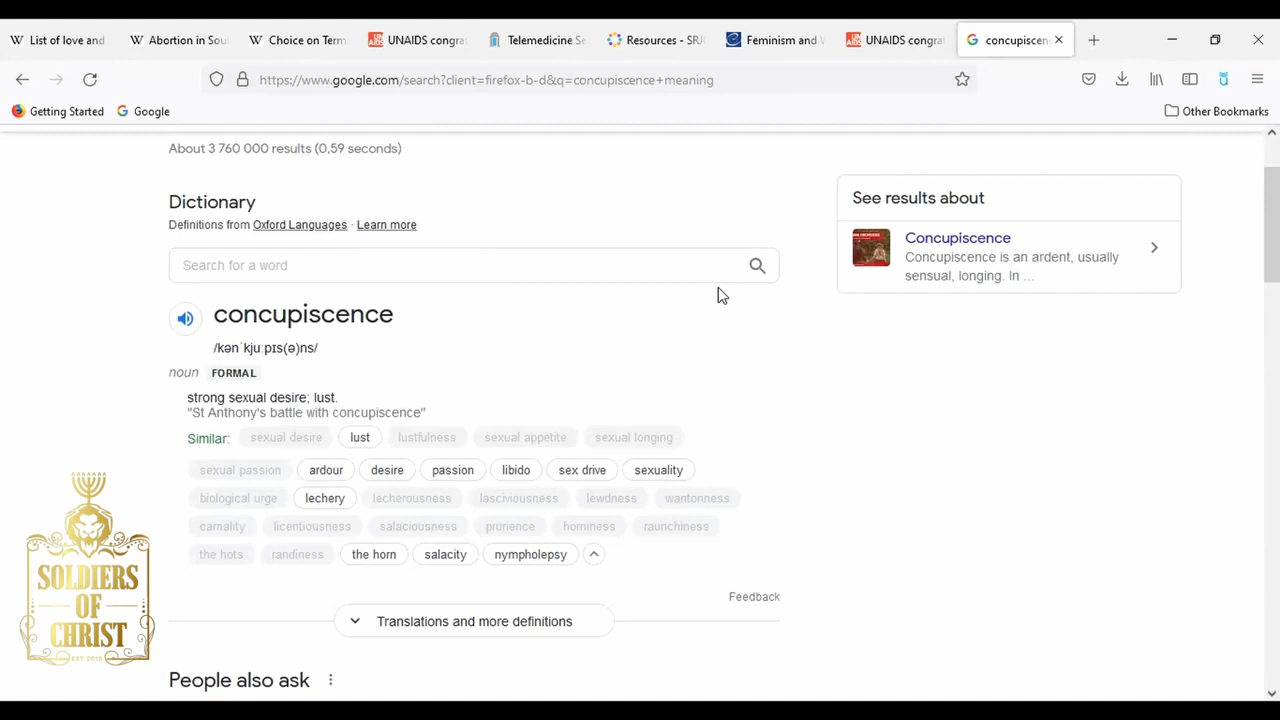 List of love and
Abortion in Sou
Choice on Term
UNAIDS congra
Telemedicine Se
Resources - SRH
Feminism and W
UNAIDS congra
concupiscen
https://www.google.com/search?client=firefox-b-d&q=concupiscence+meaning
Getting Started
Google
Other Bookmarks
About 3 760 000 results (0,59 seconds)
Dictionary
Definitions from Oxford Languages · Learn more
Search for a word
concupiscence
/kənˈkjuːpɪs(ə)ns/
noun FORMAL
strong sexual desire; lust.
"St Anthony's battle with concupiscence"
Similar: sexual desire lust lustfulness sexual appetite sexual longing
sexual passion ardour desire passion libido sex drive sexuality
biological urge lechery lecherousness lasciviousness lewdness wantonness
carnality licentiousness salaciousness prurience horniness raunchiness
the hots randiness the horn salacity nympholepsy
Feedback
Translations and more definitions
People also ask
See results about
Concupiscence
Concupiscence is an ardent, usually
sensual, longing. In ...
SOLDIERS
OF
CHRIST
EST 2015